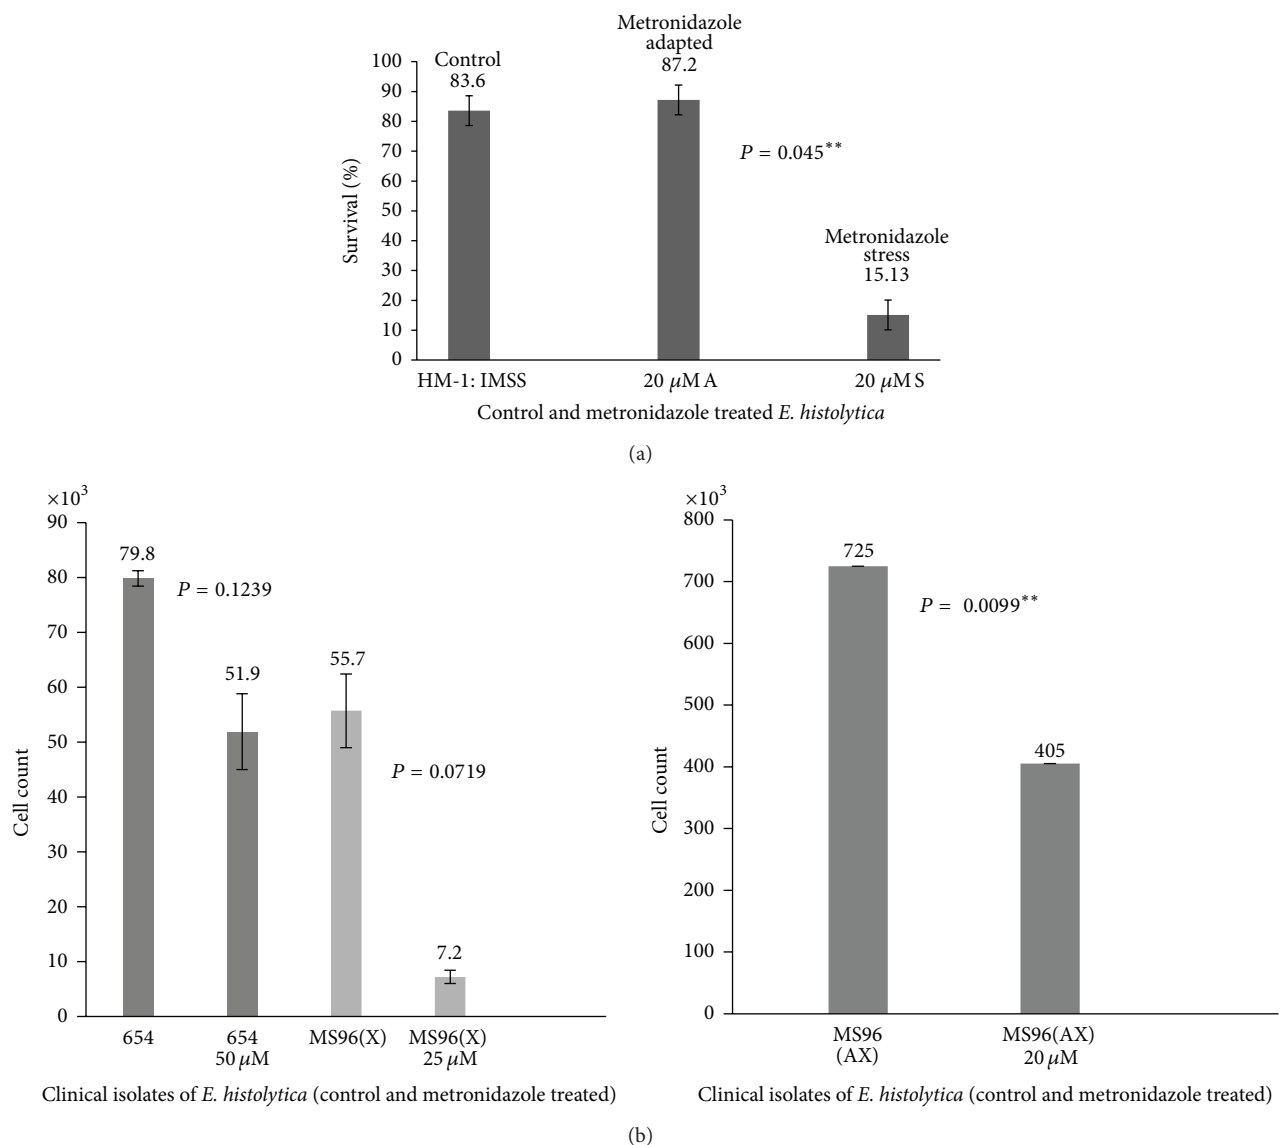 Metronidazole
adapted
87.2
Control
83.6
100
90
80
70
60
50
40
30
20
10
0
Survival (%)
P = 0.045**
Metronidazole
stress
15.13
HM-1: IMSS
20 μM A
20 μM S
Control and metronidazole treated E. histolytica
(a)
×10³
90
80
70
60
50
40
30
20
10
0
Cell count
79.8
P = 0.1239
51.9
55.7
P = 0.0719
7.2
654
654
50 μM
MS96(X)
MS96(X)
25 μM
Clinical isolates of E. histolytica (control and metronidazole treated)
×10³
800
700
600
500
400
300
200
100
0
Cell count
725
P = 0.0099**
405
MS96
(AX)
MS96(AX)
20 μM
Clinical isolates of E. histolytica (control and metronidazole treated)
(b)